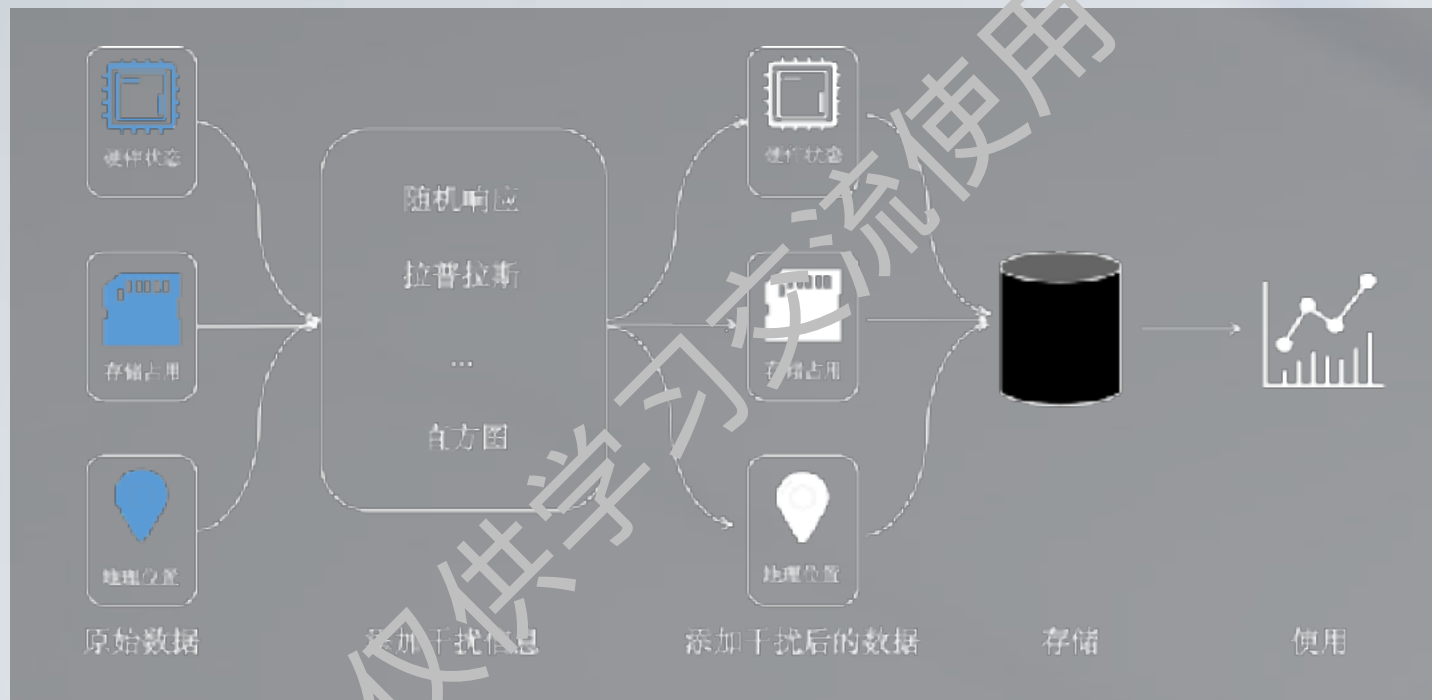 硬件状态
存储占用
地理位置
随机响应
拉普拉斯
...
直方图
硬件状态
存储占用
地理位置
原始数据
添加干扰信息
添加干扰后的数据
存储
使用
仅供学习交流使用